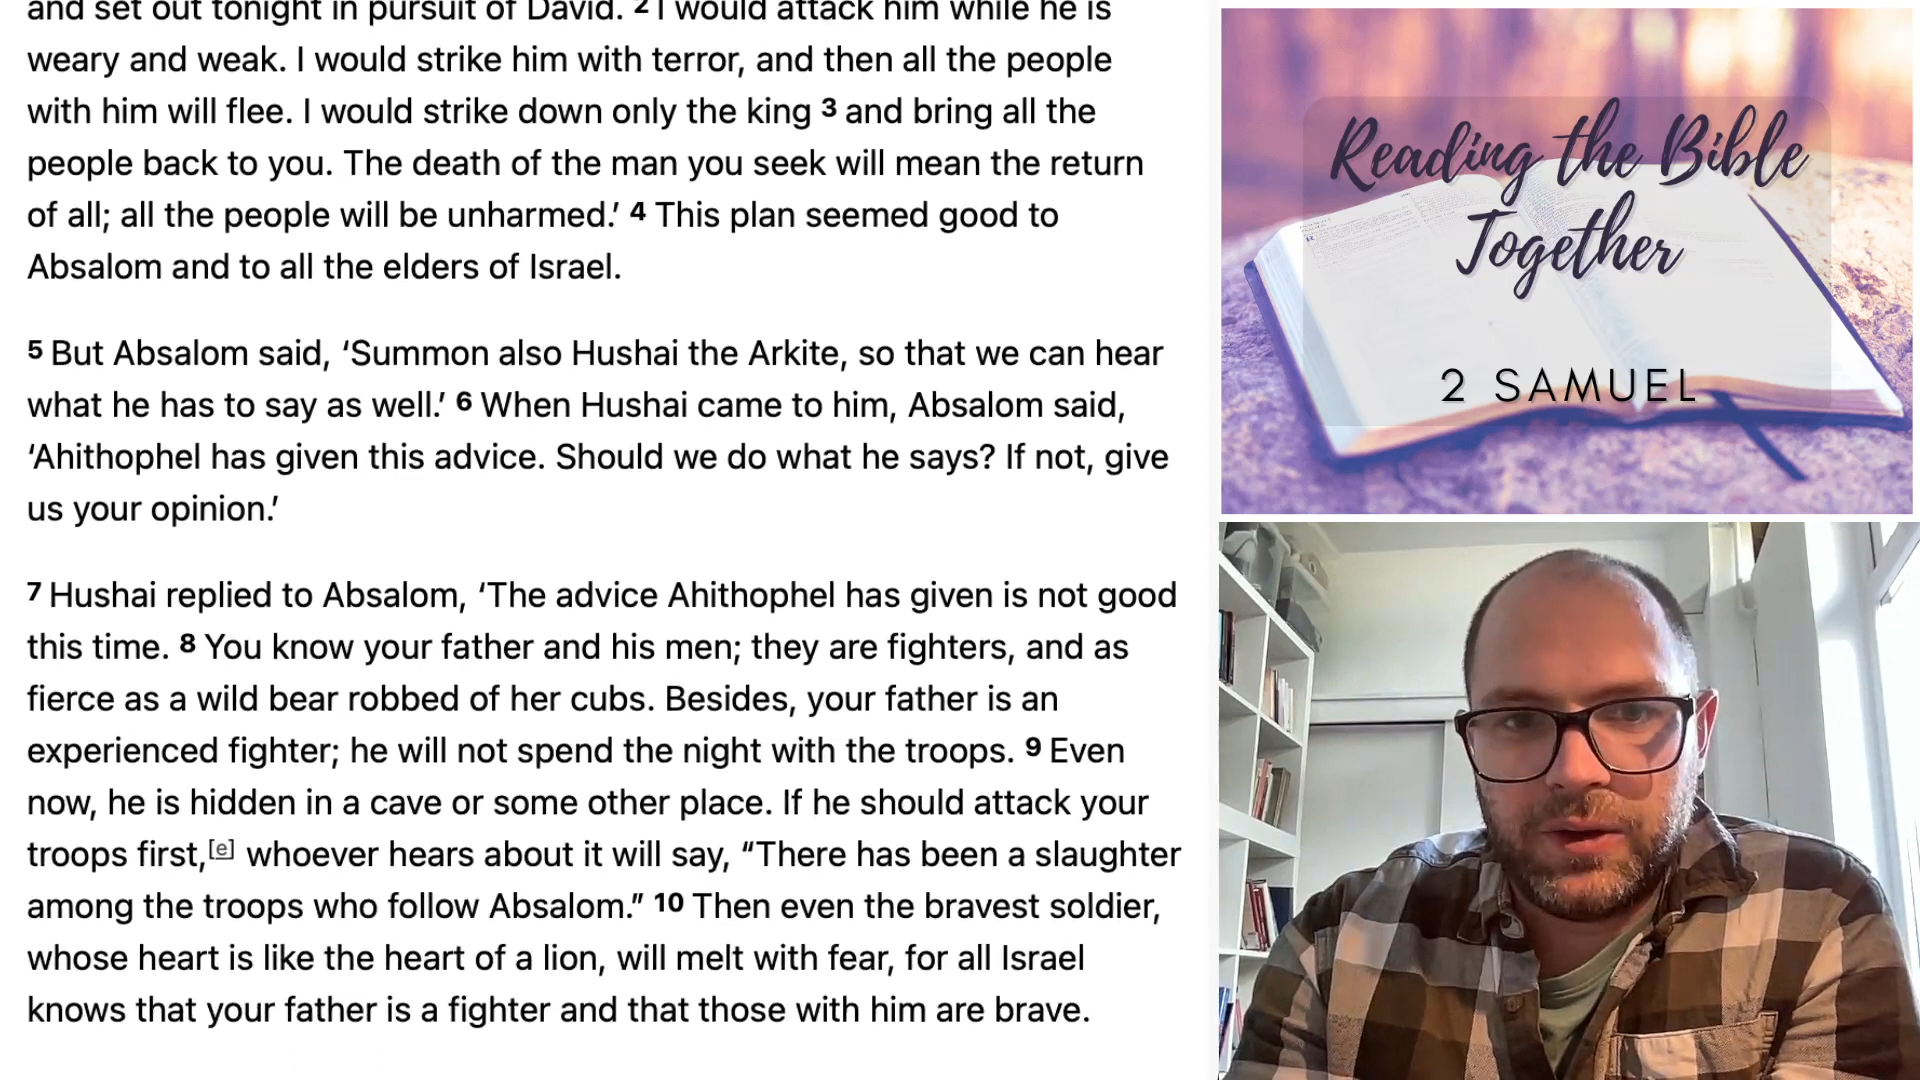 and set out tonight in pursuit of David. 2 I would attack him while he is
weary and weak. I would strike him with terror, and then all the people
with him will flee. I would strike down only the king 3 and bring all the
people back to you. The death of the man you seek will mean the return
of all; all the people will be unharmed.’ 4 This plan seemed good to
Absalom and to all the elders of Israel.
5 But Absalom said, ‘Summon also Hushai the Arkite, so that we can hear
what he has to say as well.’ 6 When Hushai came to him, Absalom said,
‘Ahithophel has given this advice. Should we do what he says? If not, give
us your opinion.’
7 Hushai replied to Absalom, ‘The advice Ahithophel has given is not good
this time. 8 You know your father and his men; they are fighters, and as
fierce as a wild bear robbed of her cubs. Besides, your father is an
experienced fighter; he will not spend the night with the troops. 9 Even
now, he is hidden in a cave or some other place. If he should attack your
troops first,[e] whoever hears about it will say, “There has been a slaughter
among the troops who follow Absalom.” 10 Then even the bravest soldier,
whose heart is like the heart of a lion, will melt with fear, for all Israel
knows that your father is a fighter and that those with him are brave.
Reading the Bible
Together
2 SAMUEL